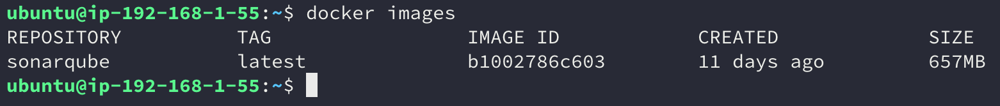 ubuntu@ip-192-168-1-55:~$ docker images
REPOSITORY TAG IMAGE ID CREATED SIZE
sonarqube latest b1002786c603 11 days ago 657MB
ubuntu@ip-192-168-1-55:~$